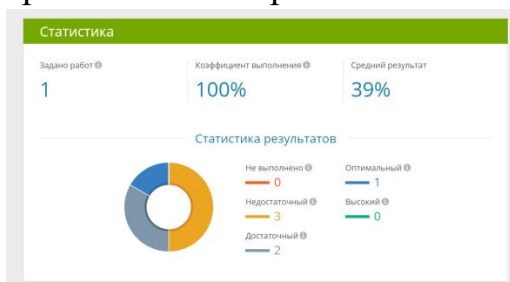 Статистика
Задано работ
Коэффициент выполнения
Средний результат
1
100%
39%
Статистика результатов
Не выполнено
0
Оптимальный
1
Недостаточный
3
Высокий
0
Достаточный
2